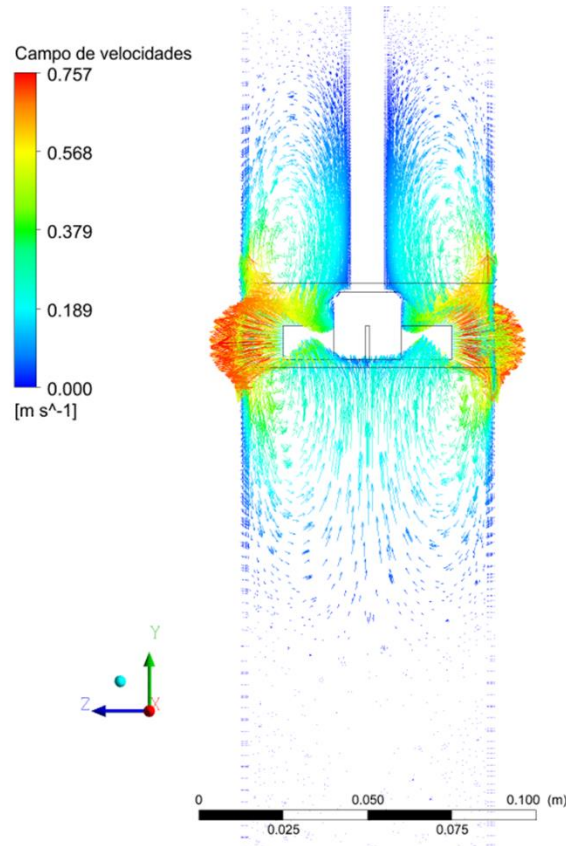 Campo de velocidades
0.757
0.568
0.379
0.189
0.000
[m s^-1]
Y
Z
X
0 0.050 0.100 (m)
0.025 0.075